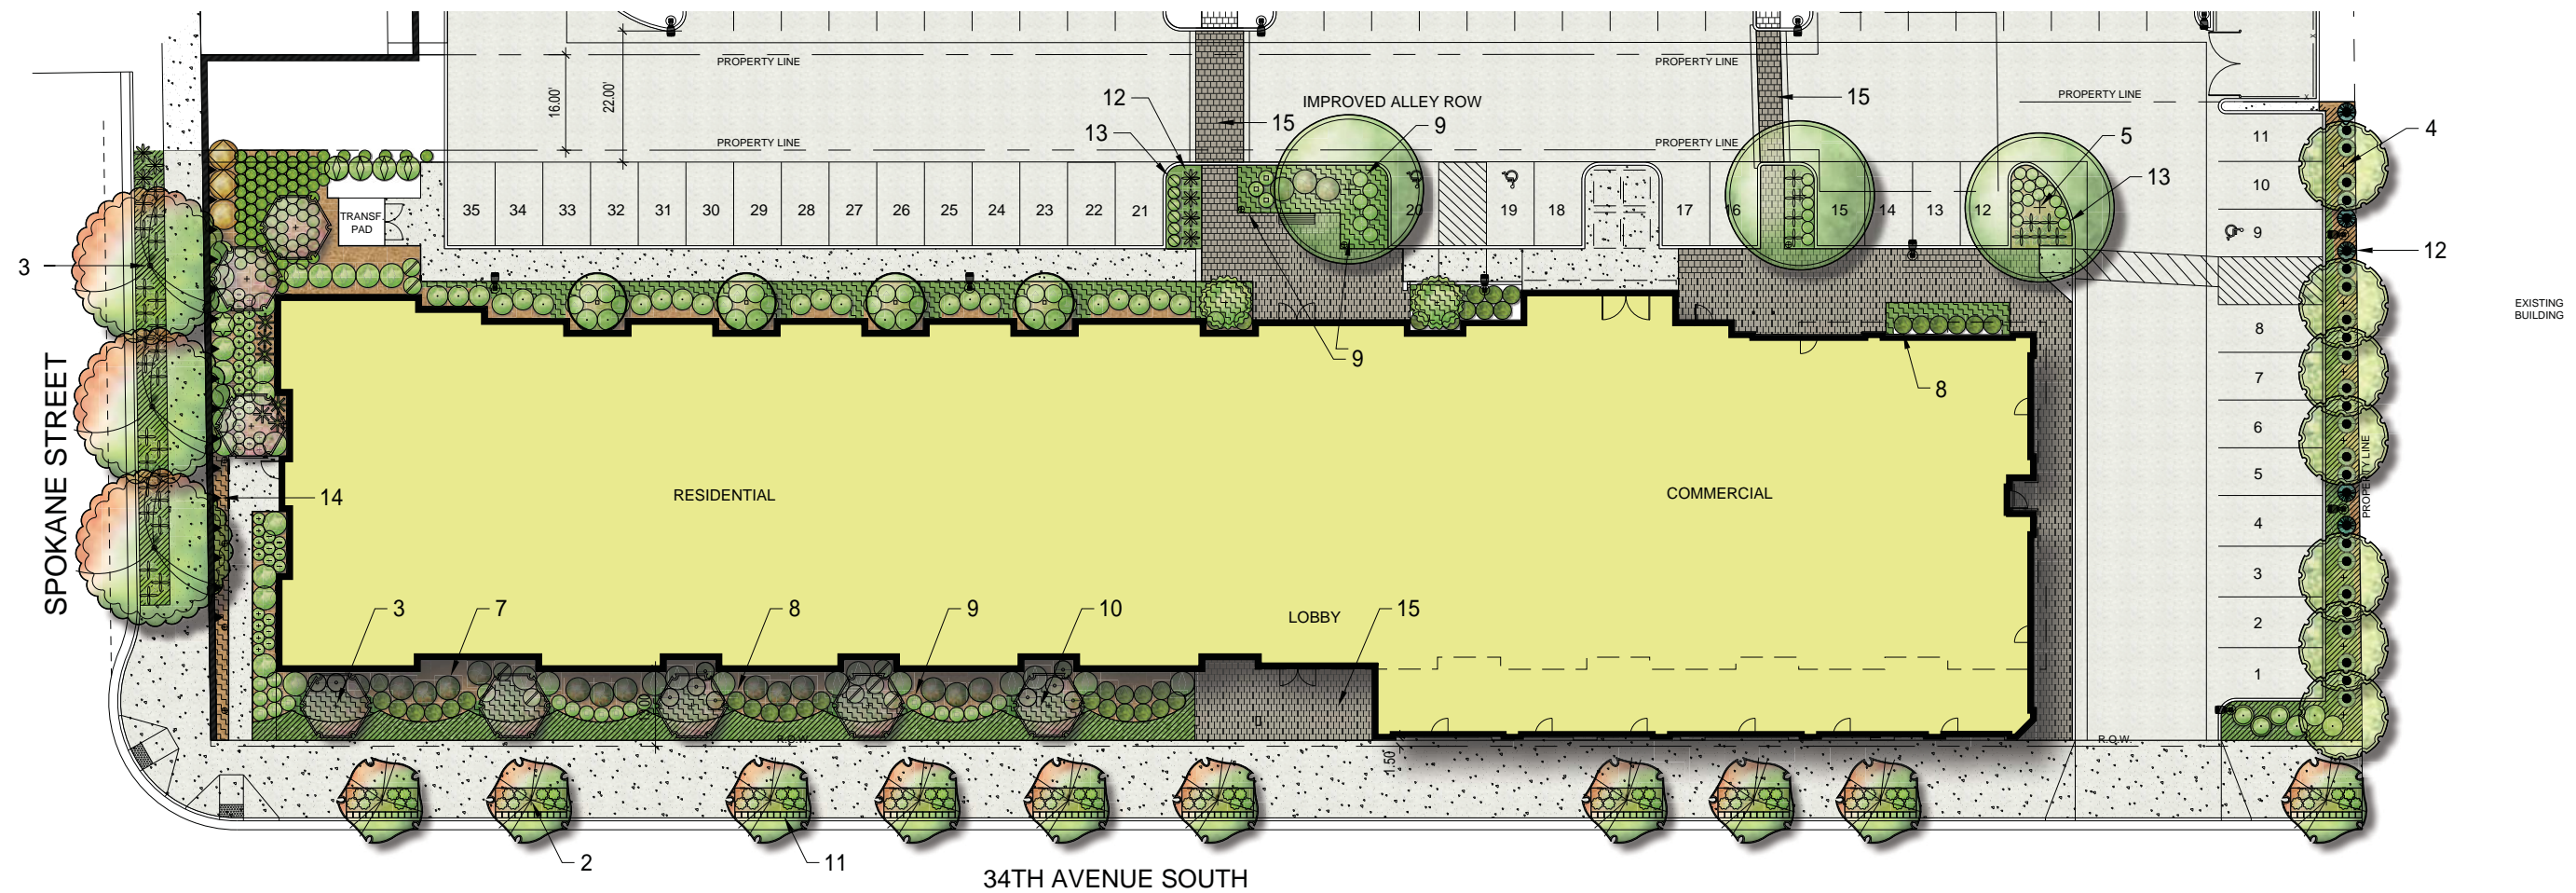 PROPERTY LINE
PROPERTY LINE
16.00'
22.00'
12
IMPROVED ALLEY ROW
PROPERTY LINE
15
15
9
13
PROPERTY LINE
PROPERTY LINE
11
4
5
10
13
TRANSF.
PAD
35 34 33 32 31 30 29 28 27 26 25 24 23 22 21
20 19 18 17 16 15 14 13 12
9
12
3
EXISTING
BUILDING
8
9
9
8
7
6
5
PROPERTY LINE
4
3
2
1
SPOKANE STREET
14
RESIDENTIAL
COMMERCIAL
3
7
8
9
10
LOBBY
15
R.O.W.
1.50'
R.O.W.
2
11
34TH AVENUE SOUTH